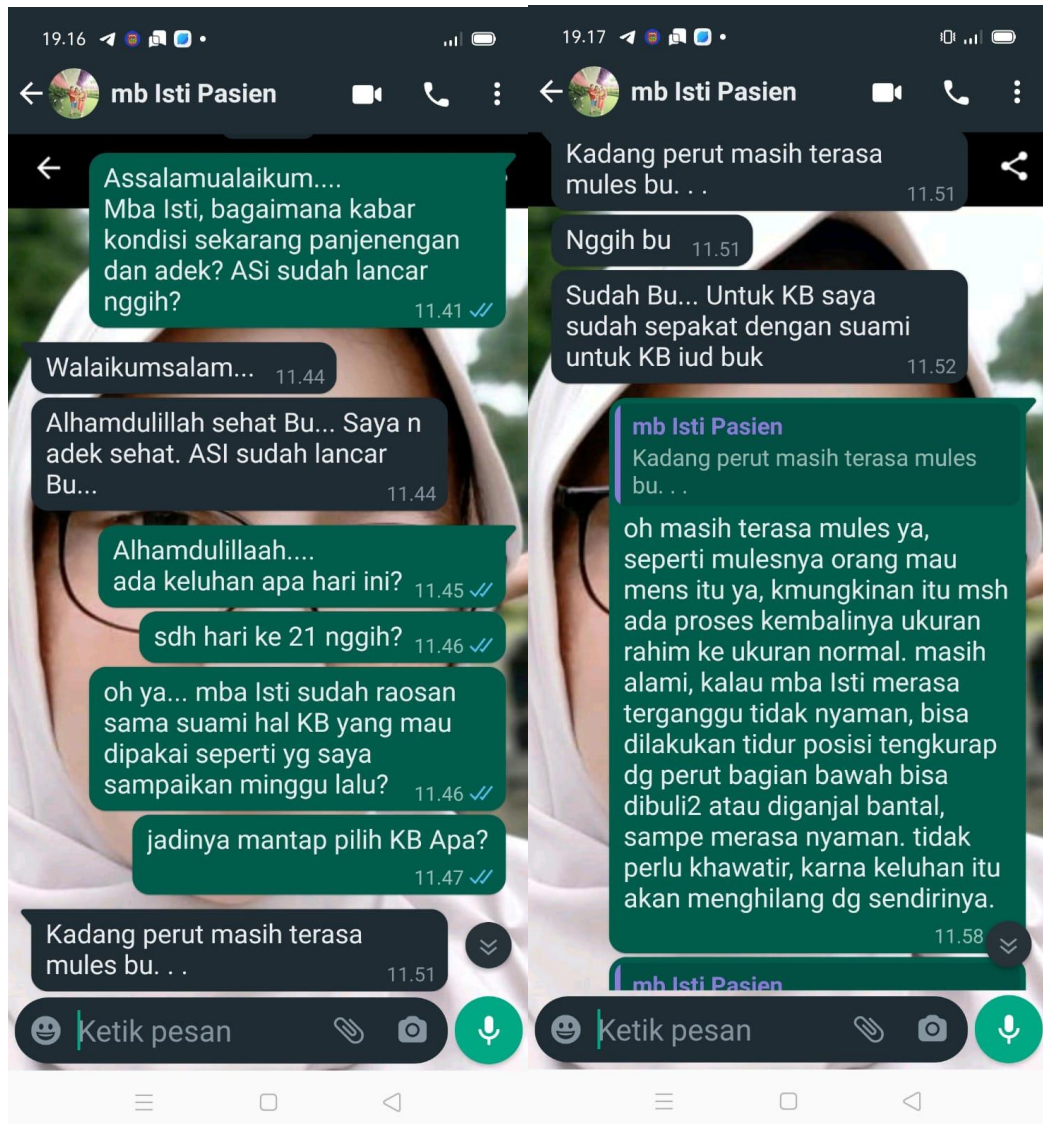 19.16
mb Isti Pasien
Assalamualaikum....
Mba Isti, bagaimana kabar
kondisi sekarang panjenengan
dan adek? ASi sudah lancar
nggih?
11.41
Walaikumsalam... 11.44
Alhamdulillah sehat Bu... Saya n
adek sehat. ASI sudah lancar
Bu...
11.44
Alhamdulillaah....
ada keluhan apa hari ini? 11.45
sdh hari ke 21 nggih? 11.46
oh ya... mba Isti sudah raosan
sama suami hal KB yang mau
dipakai seperti yg saya
sampaikan minggu lalu? 11.46
jadinya mantap pilih KB Apa?
11.47
Kadang perut masih terasa
mules bu. . . 11.51
Ketik pesan
19.17
mb Isti Pasien
Kadang perut masih terasa
mules bu. . . 11.51
Nggih bu 11.51
Sudah Bu... Untuk KB saya
sudah sepakat dengan suami
untuk KB iud buk 11.52
mb Isti Pasien
Kadang perut masih terasa mules
bu. . .
oh masih terasa mules ya,
seperti mulesnya orang mau
mens itu ya, kmungkinan itu msh
ada proses kembalinya ukuran
rahim ke ukuran normal. masih
alami, kalau mba Isti merasa
terganggu tidak nyaman, bisa
dilakukan tidur posisi tengkurap
dg perut bagian bawah bisa
dibuli2 atau diganjal bantal,
sampe merasa nyaman. tidak
perlu khawatir, karna keluhan itu
akan menghilang dg sendirinya.
11.58
mb Isti Pasien
Ketik pesan